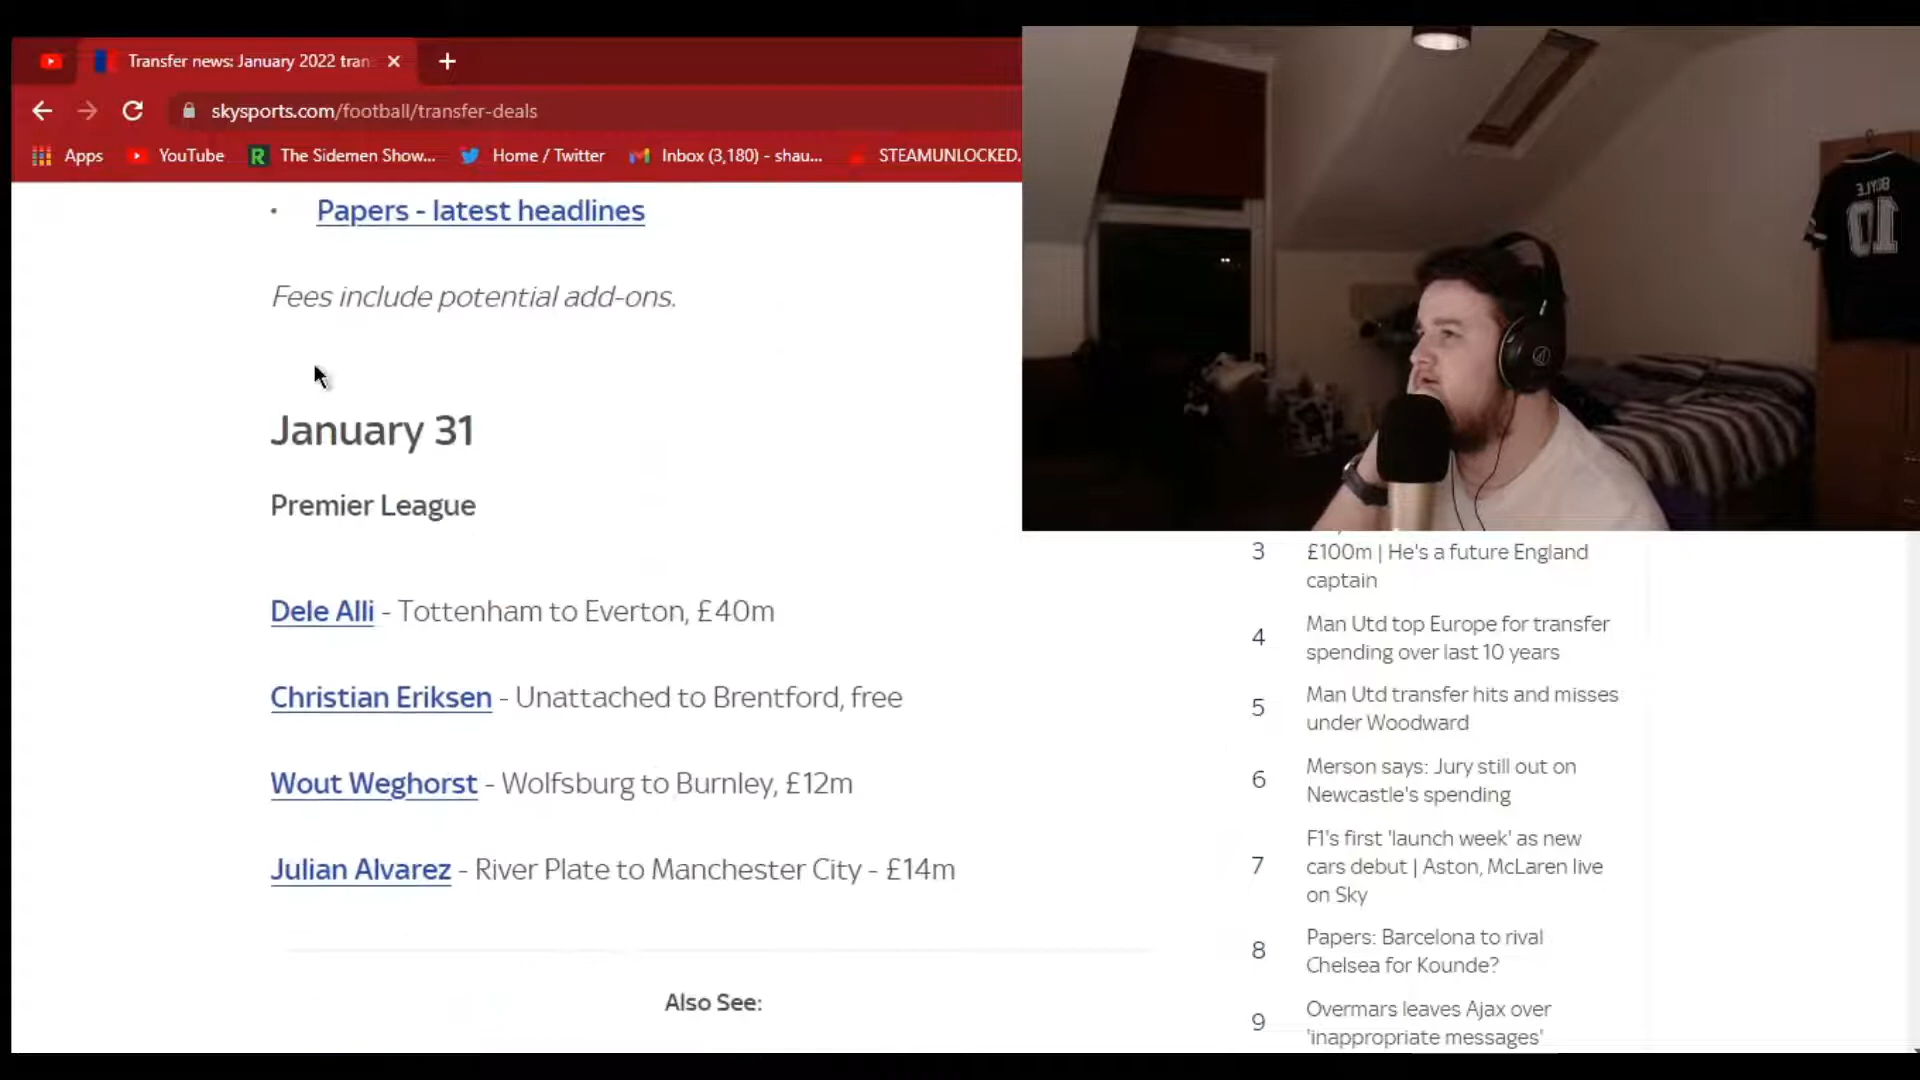 Transfer news: January 2022 tran
skysports.com/football/transfer-deals
Apps
YouTube
The Sidemen Show...
Home / Twitter
Inbox (3,180) - shau...
STEAMUNLOCKED.
Papers - latest headlines
Fees include potential add-ons.
January 31
Premier League
Dele Alli - Tottenham to Everton, £40m
Christian Eriksen - Unattached to Brentford, free
Wout Weghorst - Wolfsburg to Burnley, £12m
Julian Alvarez - River Plate to Manchester City - £14m
Also See:
BOYLE
10
3
£100m | He's a future England
captain
4
Man Utd top Europe for transfer
spending over last 10 years
5
Man Utd transfer hits and misses
under Woodward
6
Merson says: Jury still out on
Newcastle's spending
7
F1's first 'launch week' as new
cars debut | Aston, McLaren live
on Sky
8
Papers: Barcelona to rival
Chelsea for Kounde?
9
Overmars leaves Ajax over
'inappropriate messages'